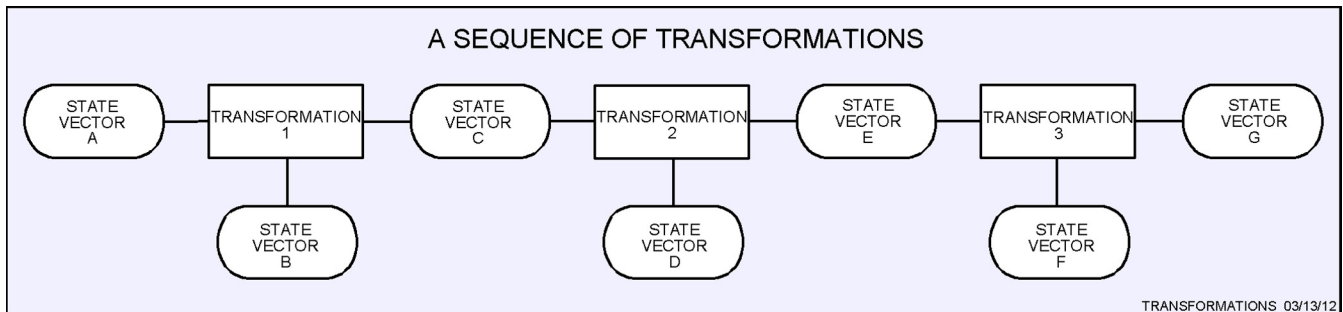 A SEQUENCE OF TRANSFORMATIONS
STATE
VECTOR
A
TRANSFORMATION
1
STATE
VECTOR
C
TRANSFORMATION
2
STATE
VECTOR
E
TRANSFORMATION
3
STATE
VECTOR
G
STATE
VECTOR
B
STATE
VECTOR
D
STATE
VECTOR
F
TRANSFORMATIONS 03/13/12